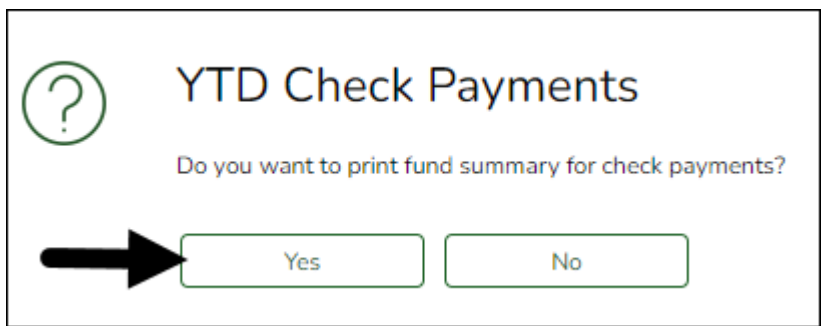 YTD Check Payments
Do you want to print fund summary for check payments?
Yes No